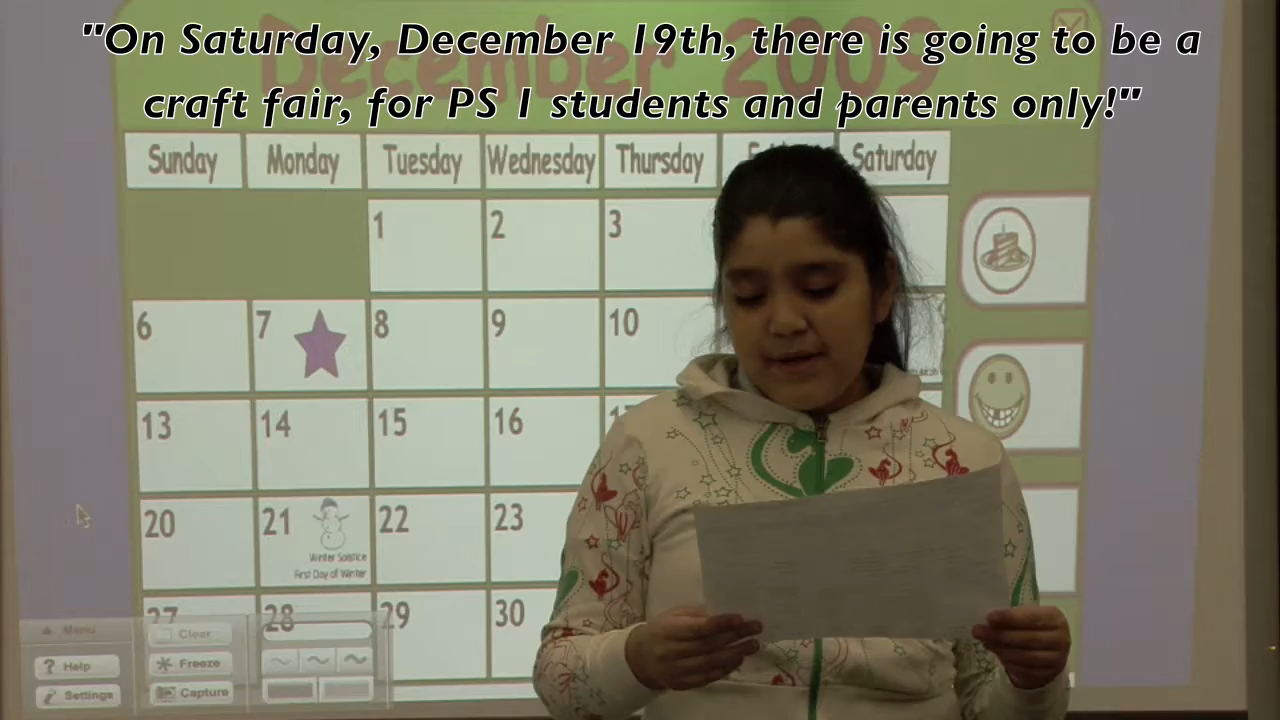 "On Saturday, December 19th, there is going to be a
craft fair, for PS 1 students and parents only!"
December 2009
Sunday Monday Tuesday Wednesday Thursday Saturday
1 2 3
6 7 8 9 10
13 14 15 16
20 21 22 23
Winter Solstice
First Day of Winter
27 28 29 30
Menu
Clear
Help
Freeze
Settings
Capture